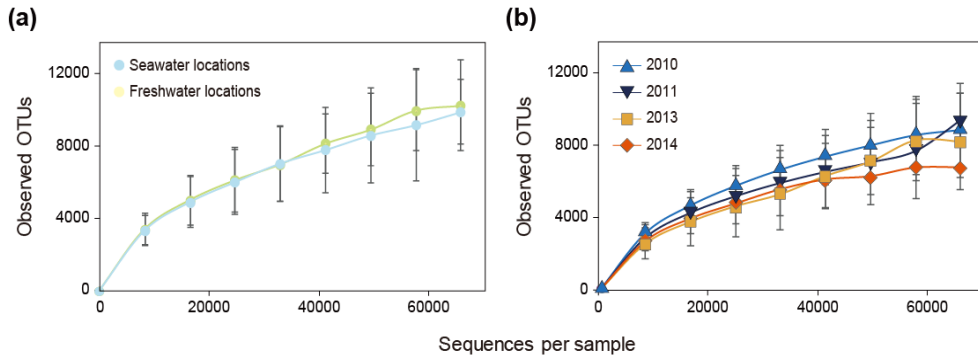 (a)
Observed OTUs
12000
8000
4000
0
0 20000 40000 60000
Seawater locations
Freshwater locations
(b)
Observed OTUs
12000
8000
4000
0
0 20000 40000 60000
2010
2011
2013
2014
Sequences per sample